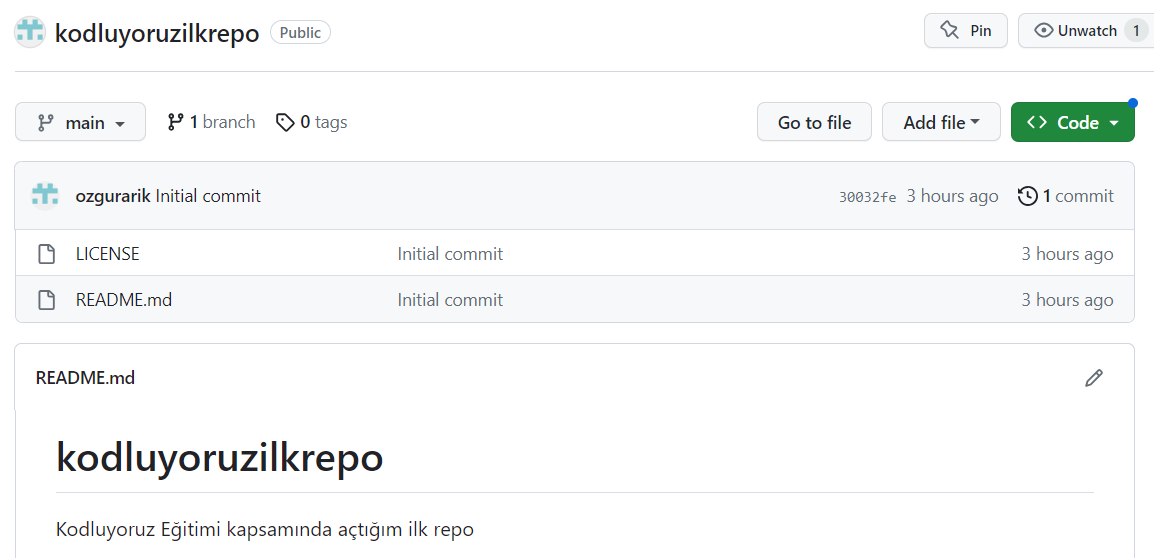 kodluyoruzilkrepo Public Pin Unwatch 1
main 1 branch 0 tags Go to file Add file <> Code
ozgurarik Initial commit 30032fe 3 hours ago 1 commit
LICENSE Initial commit 3 hours ago
README.md Initial commit 3 hours ago
README.md
kodluyoruzilkrepo
Kodluyoruz Eğitimi kapsamında açtığım ilk repo